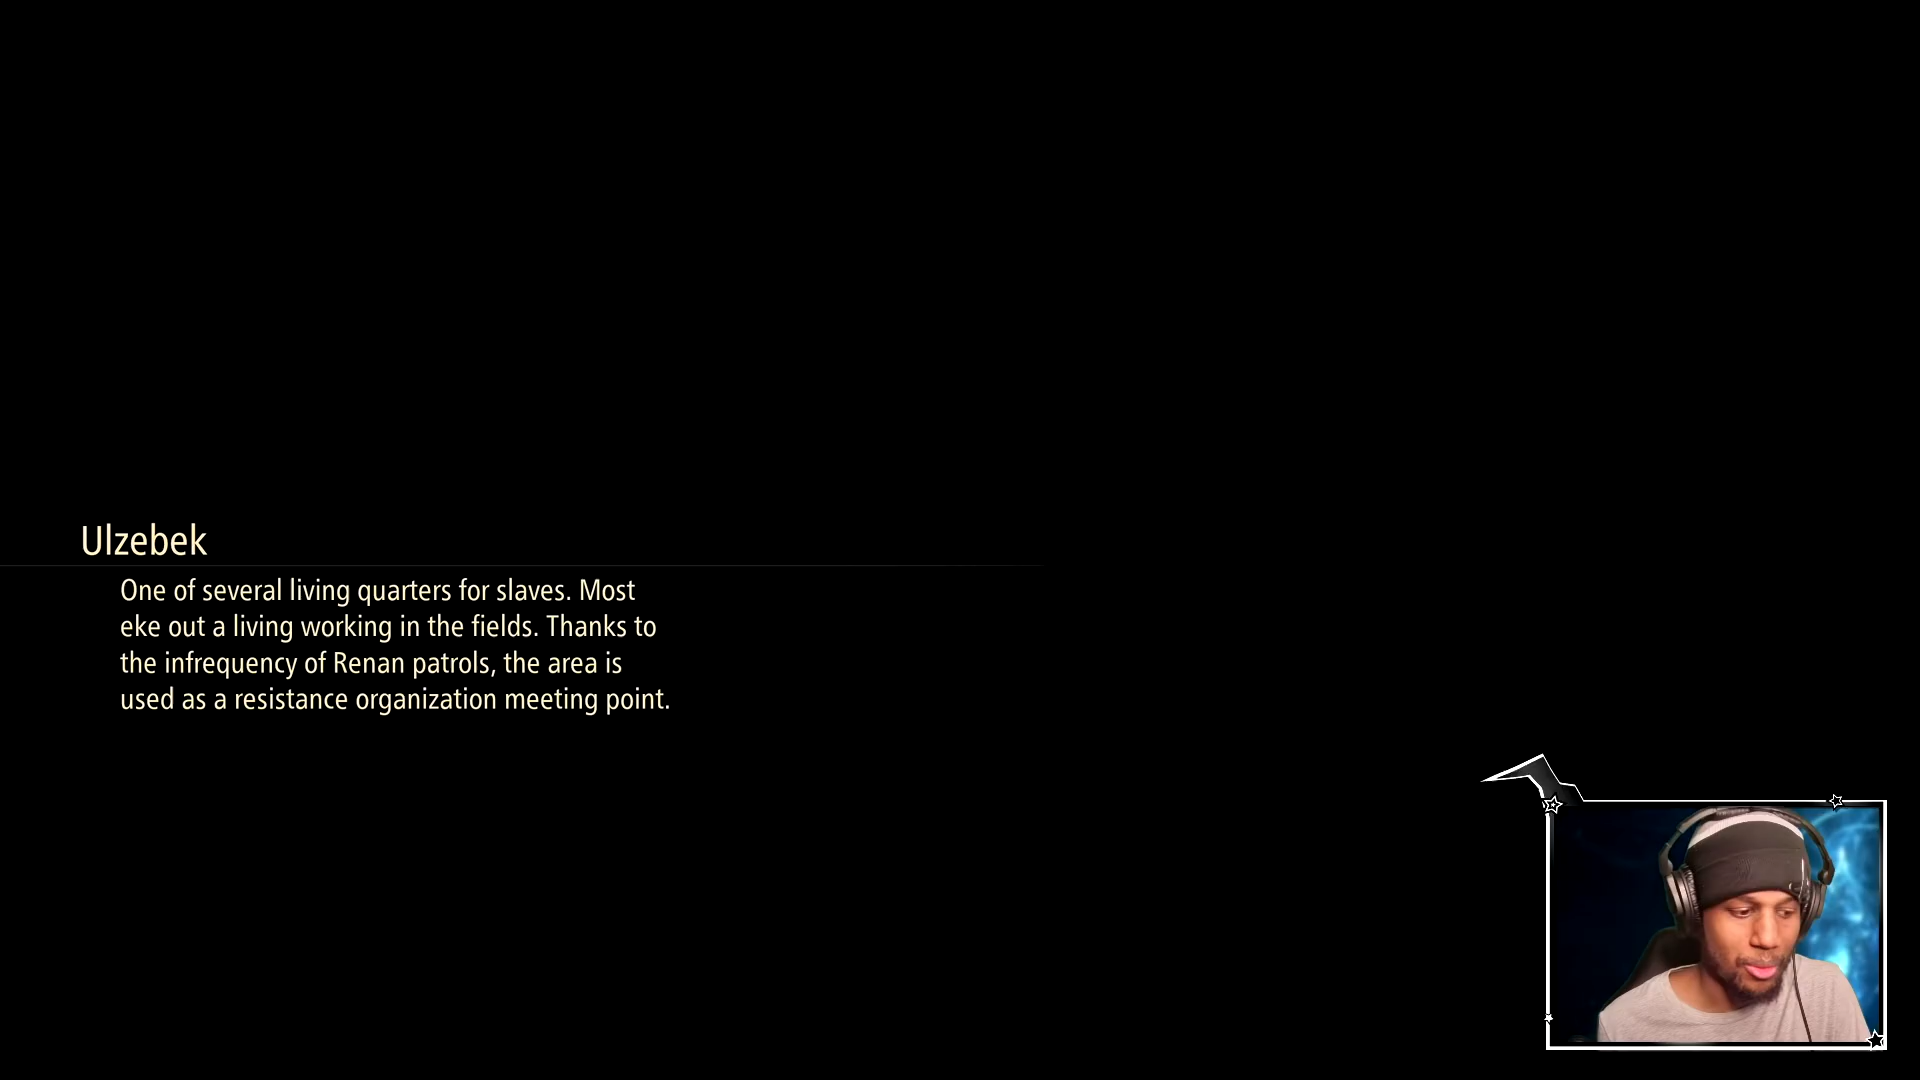 Ulzebek
One of several living quarters for slaves. Most
eke out a living working in the fields. Thanks to
the infrequency of Renan patrols, the area is
used as a resistance organization meeting point.